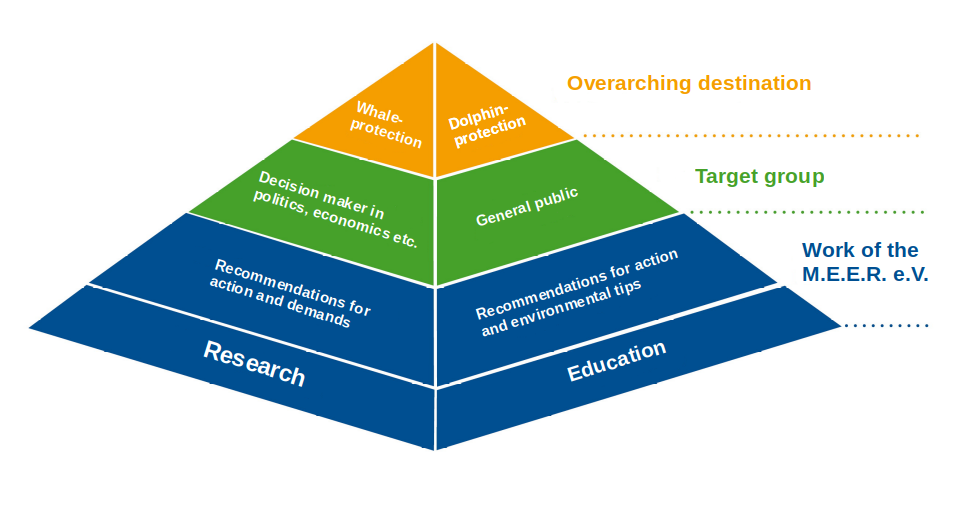 Overarching destination
Whale-
protection
Dolphin-
protection
Target group
Decision maker in
politics, economics etc.
General public
Work of the
M.E.E.R. e.V.
Recommendations for
action and demands
Recommendations for action
and environmental tips
Research
Education